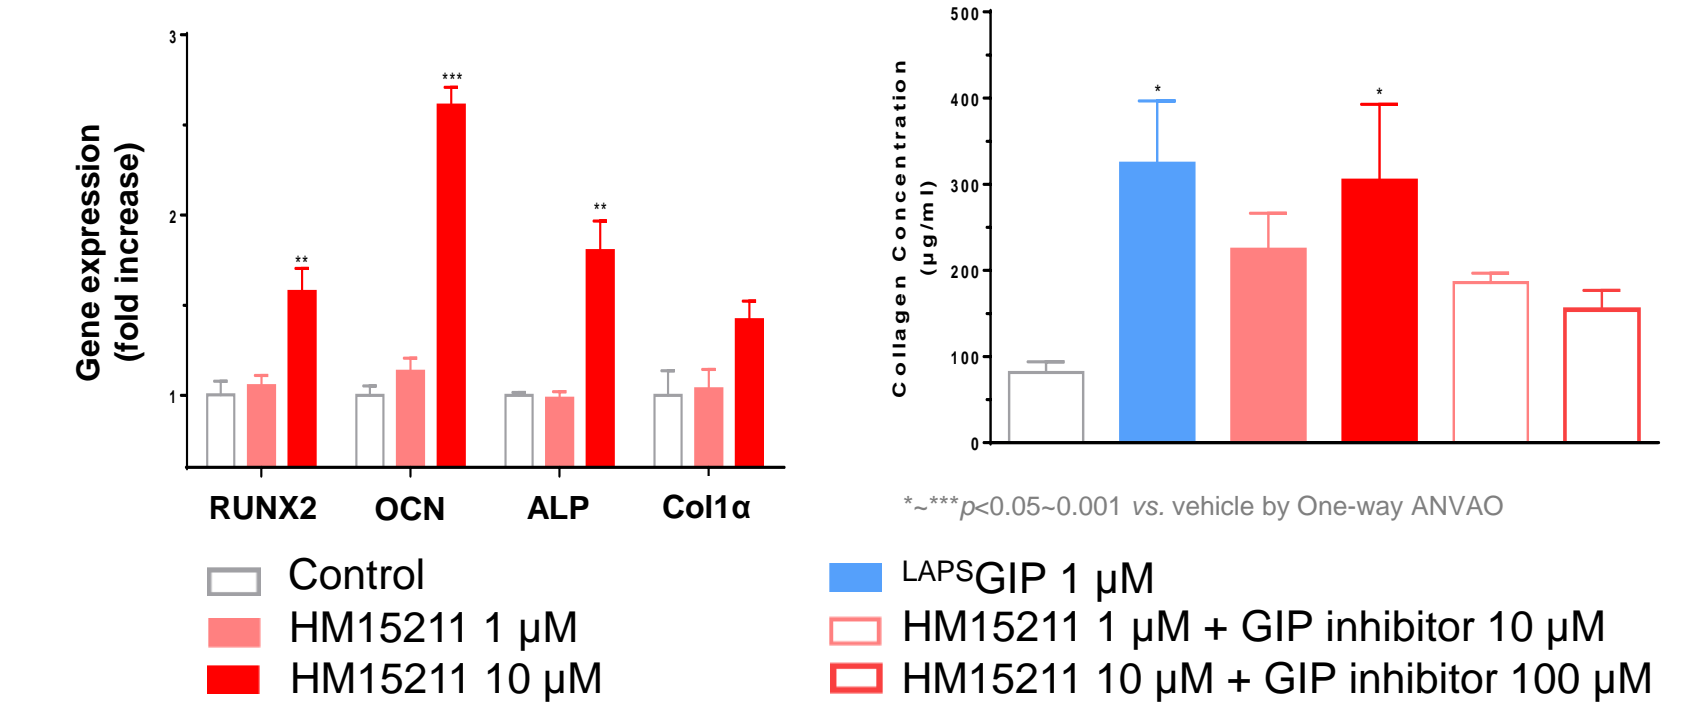 Gene expression
(fold increase)
3
2
1
**
***
**
RUNX2
OCN
ALP
Col1α
Collagen Concentration
(µg/ml)
500
400
300
200
100
0
*
*
*~***p<0.05~0.001 vs. vehicle by One-way ANVAO
Control
HM15211 1 µM
HM15211 10 µM
LAPSGIP 1 µM
HM15211 1 µM + GIP inhibitor 10 µM
HM15211 10 µM + GIP inhibitor 100 µM